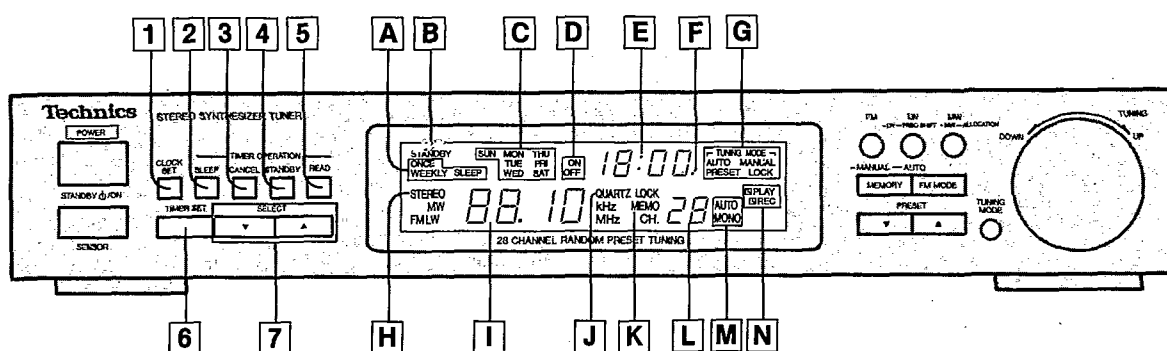 1 2 3 4 5 A B C D E F G
Technics
STEREO SYNTHESIZER TUNER
POWER
STANDBY ⏻/ON
SENSOR
TIMER OPERATION
CLOCK SET
SLEEP
CANCEL
STANDBY
READ
TIMER SET
SELECT
▼ ▲
STANDBY
ONCE
WEEKLY SLEEP
SUN MON THU
TUE FRI
WED SAT
ON
OFF
18:00
TUNING MODE
AUTO MANUAL
PRESET LOCK
STEREO
MW
FM LW
88.10
QUARTZ LOCK
kHz MEMO
MHz CH.
28
AUTO
MONO
PLAY
REC
28 CHANNEL RANDOM PRESET TUNING
FM LW MW
ALLOCATION
MANUAL AUTO
MEMORY FM MODE
PRESET
▼ ▲
TUNING MODE
TUNING
DOWN UP
6 7 H I J K L M N